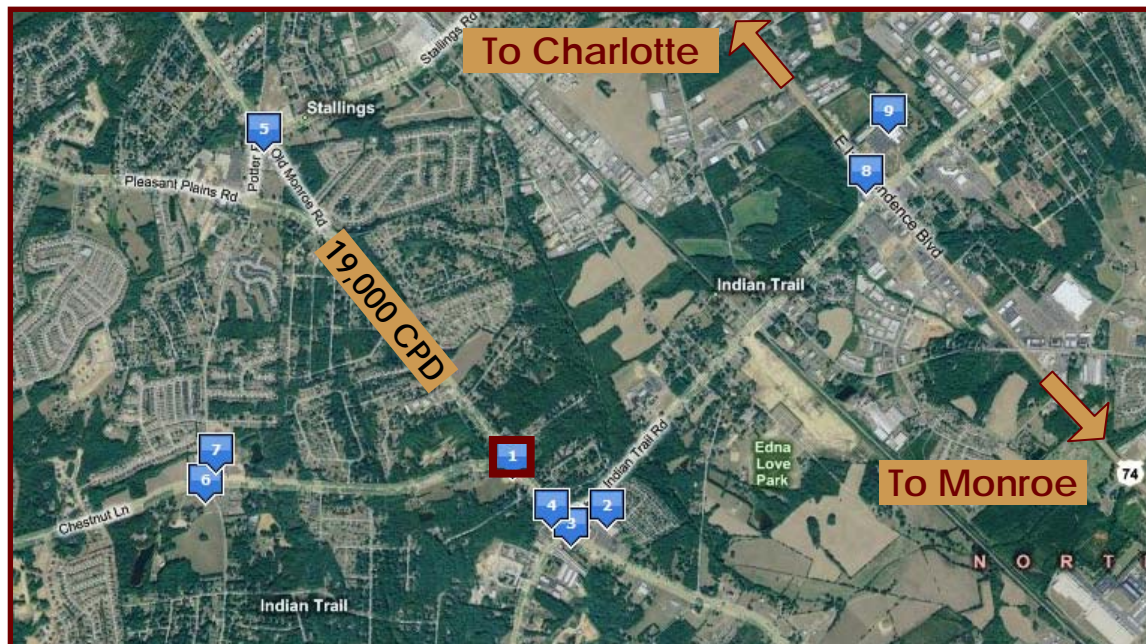 To Charlotte
Stallings Rd
Stallings
9
5
8
Potter
Old Monroe Rd
Pleasant Plains Rd
ndence Blvd
19,000 CPD
Indian Trail
7
1
6
Indian Trail Rd
Edna
Love
Park
To Monroe
74
4
2
3
Chestnut Ln
N O R T
Indian Trail